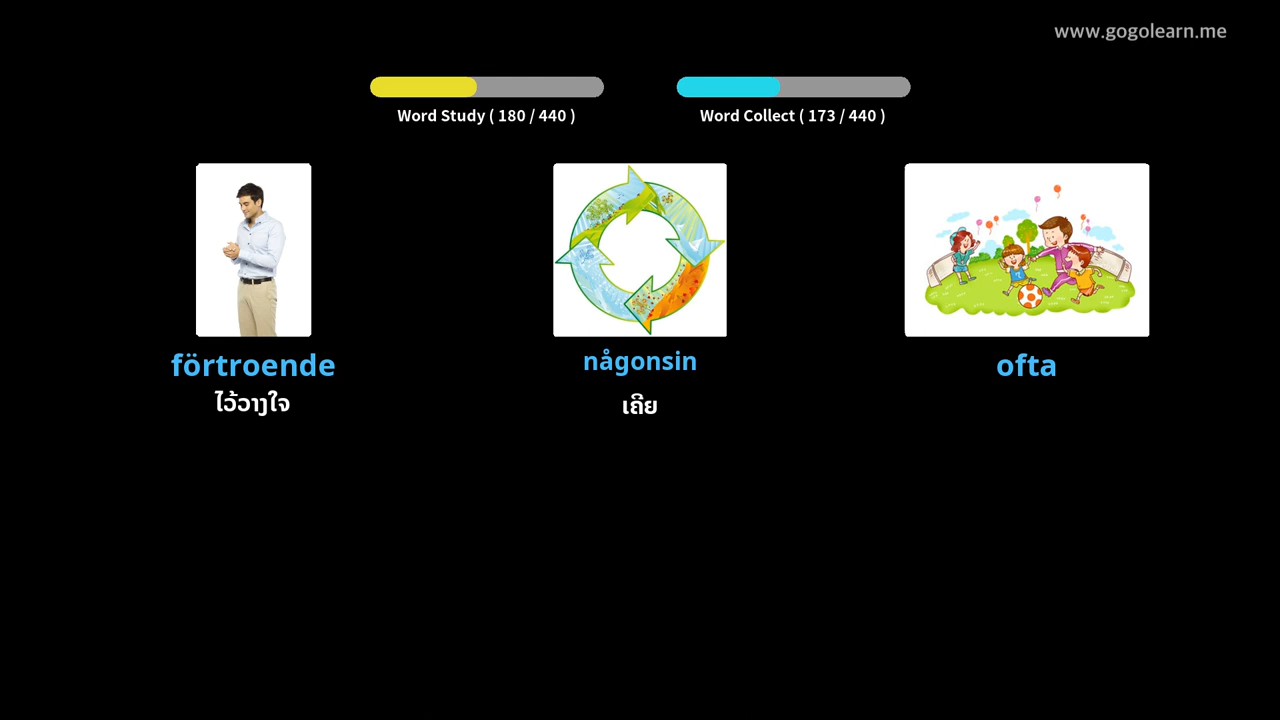 www.gogolearn.me
Word Study ( 180 / 440 )
Word Collect ( 173 / 440 )
förtroende
ໄວ້ວາງໃຈ
någonsin
ເຄີຍ
ofta